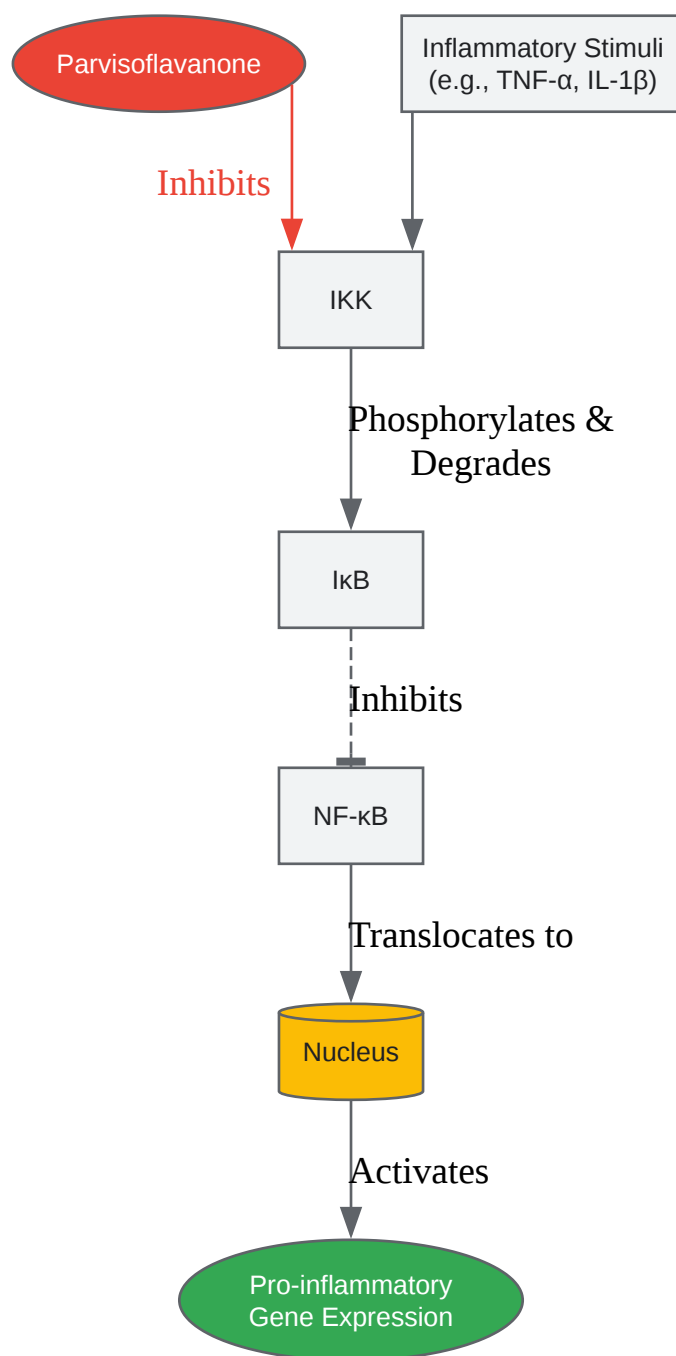 Parvisoflavanone
Inflammatory Stimuli
(e.g., TNF-α, IL-1β)
Inhibits
IKK
Phosphorylates &
Degrades
IκB
Inhibits
NF-κB
Translocates to
Nucleus
Activates
Pro-inflammatory
Gene Expression